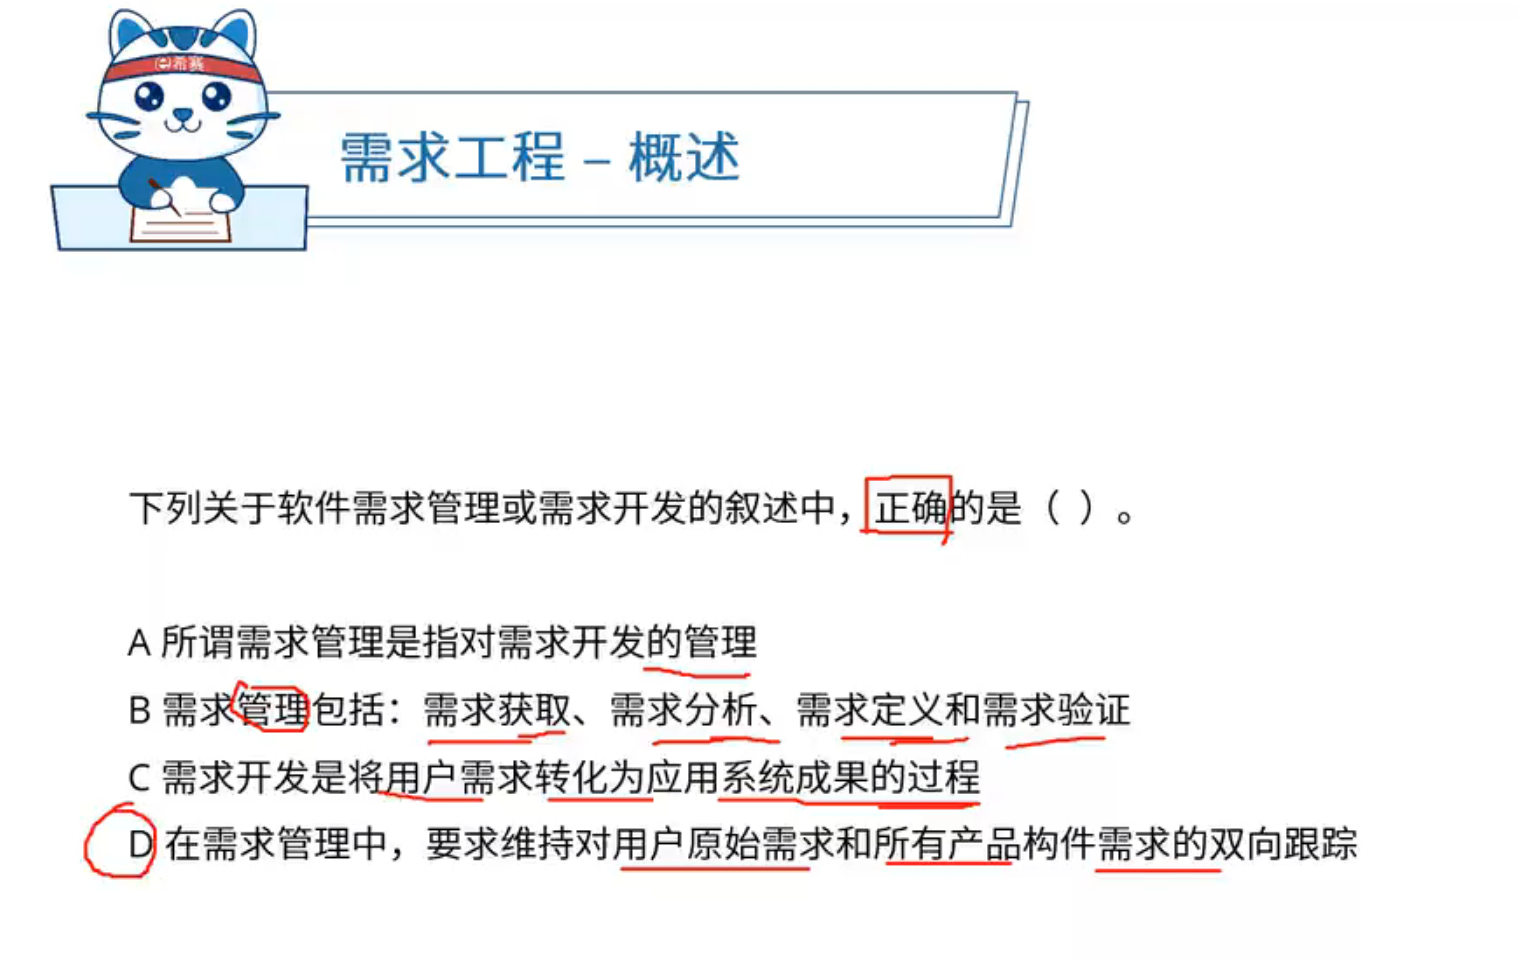 e希赛
需求工程 – 概述
下列关于软件需求管理或需求开发的叙述中，正确的是（ ）。
A 所谓需求管理是指对需求开发的管理
B 需求管理包括：需求获取、需求分析、需求定义和需求验证
C 需求开发是将用户需求转化为应用系统成果的过程
D 在需求管理中，要求维持对用户原始需求和所有产品构件需求的双向跟踪